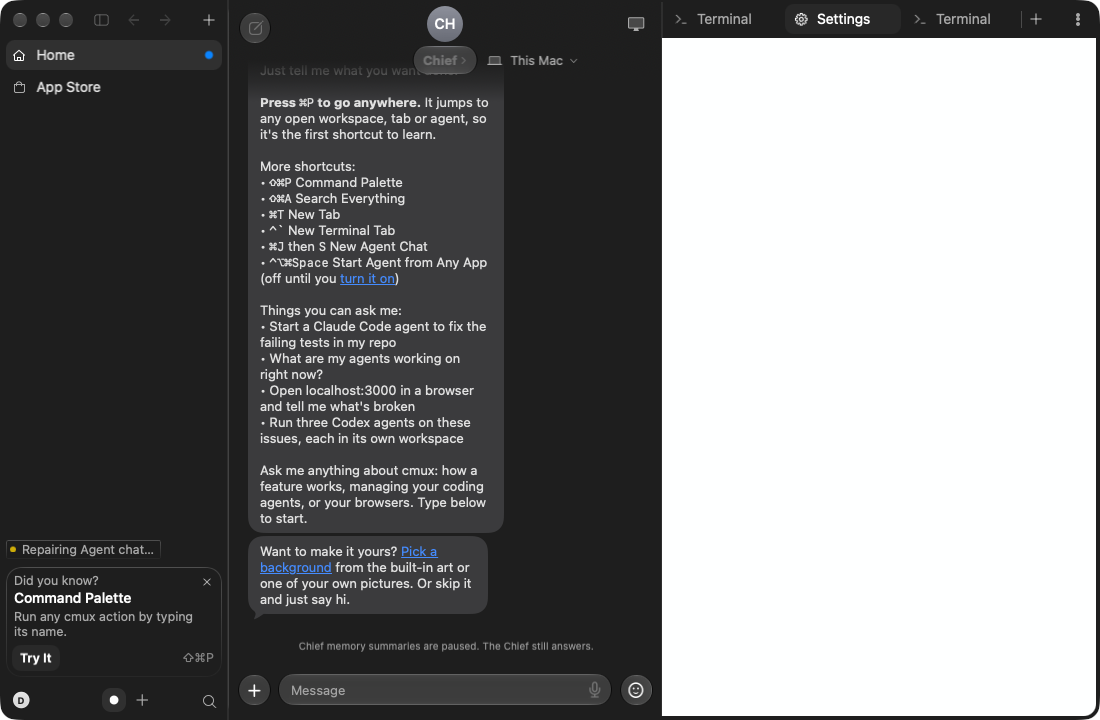 Home
App Store
Repairing Agent chat...
Did you know?
Command Palette
Run any cmux action by typing
its name.
Try It
⇧⌘P
D
CH
Chief
This Mac
Just tell me what you want done.
Press ⌘P to go anywhere. It jumps to
any open workspace, tab or agent, so
it's the first shortcut to learn.
More shortcuts:
• ⇧⌘P Command Palette
• ⇧⌘A Search Everything
• ⌘T New Tab
• ^` New Terminal Tab
• ⌘J then S New Agent Chat
• ^⌥⌘Space Start Agent from Any App
(off until you turn it on)
Things you can ask me:
• Start a Claude Code agent to fix the
failing tests in my repo
• What are my agents working on
right now?
• Open localhost:3000 in a browser
and tell me what's broken
• Run three Codex agents on these
issues, each in its own workspace
Ask me anything about cmux: how a
feature works, managing your coding
agents, or your browsers. Type below
to start.
Want to make it yours? Pick a
background from the built-in art or
one of your own pictures. Or skip it
and just say hi.
Chief memory summaries are paused. The Chief still answers.
Message
Terminal
Settings
Terminal